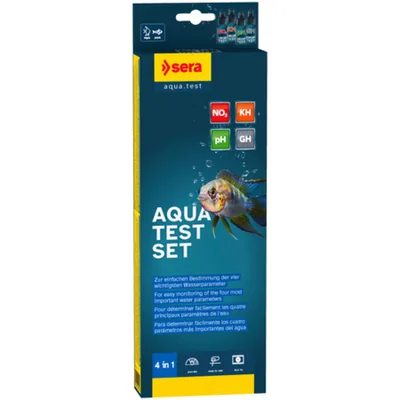 sera
aqua.test
NO₂
KH
pH
GH
AQUA
TEST
SET
Zur einfachen Bestimmung der vier
wichtigsten Wasserparameter
For easy monitoring of the four most
important water parameters
Pour déterminer facilement les quatre
principaux paramètres de l'eau
Para determinar fácilmente los cuatro
parámetros más importantes del agua
4 in 1